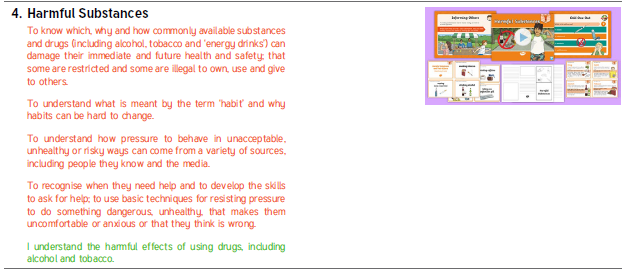 4. Harmful Substances
To know which, why and how commonly available substances
and drugs (including alcohol, tobacco and 'energy drinks') can
damage their immediate and future health and safety; that
some are restricted and some are illegal to own, use and give
to others.
To understand what is meant by the term 'habit' and why
habits can be hard to change.
To understand how pressure to behave in unacceptable,
unhealthy or risky ways can come from a variety of sources,
including people they know and the media.
To recognise when they need help and to develop the skills
to ask for help; to use basic techniques for resisting pressure
to do something dangerous, unhealthy, that makes them
uncomfortable or anxious or that they think is wrong.
I understand the harmful effects of using drugs, including
alcohol and tobacco.
Informing Others